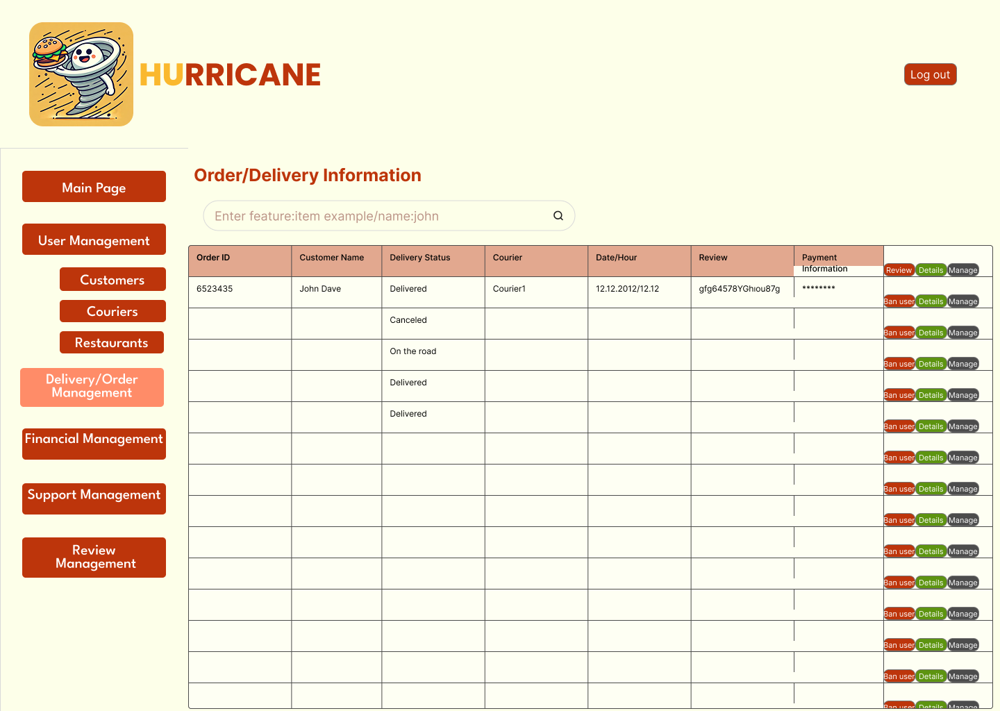 HURRICANE
Log out
Main Page
User Management
Customers
Couriers
Restaurants
Delivery/Order
Management
Financial Management
Support Management
Review
Management
Order/Delivery Information
Enter feature:item example/name:john
Order ID Customer Name Delivery Status Courier Date/Hour Review Payment
Information
Review Details Manage
6523435 John Dave Delivered Courier1 12.12.2012/12.12 gfg64578YGhıou87g ********
Ban user Details Manage
Canceled
Ban user Details Manage
On the road
Ban user Details Manage
Delivered
Ban user Details Manage
Delivered
Ban user Details Manage
Ban user Details Manage
Ban user Details Manage
Ban user Details Manage
Ban user Details Manage
Ban user Details Manage
Ban user Details Manage
Ban user Details Manage
Ban user Details Manage
Ban user Details Manage